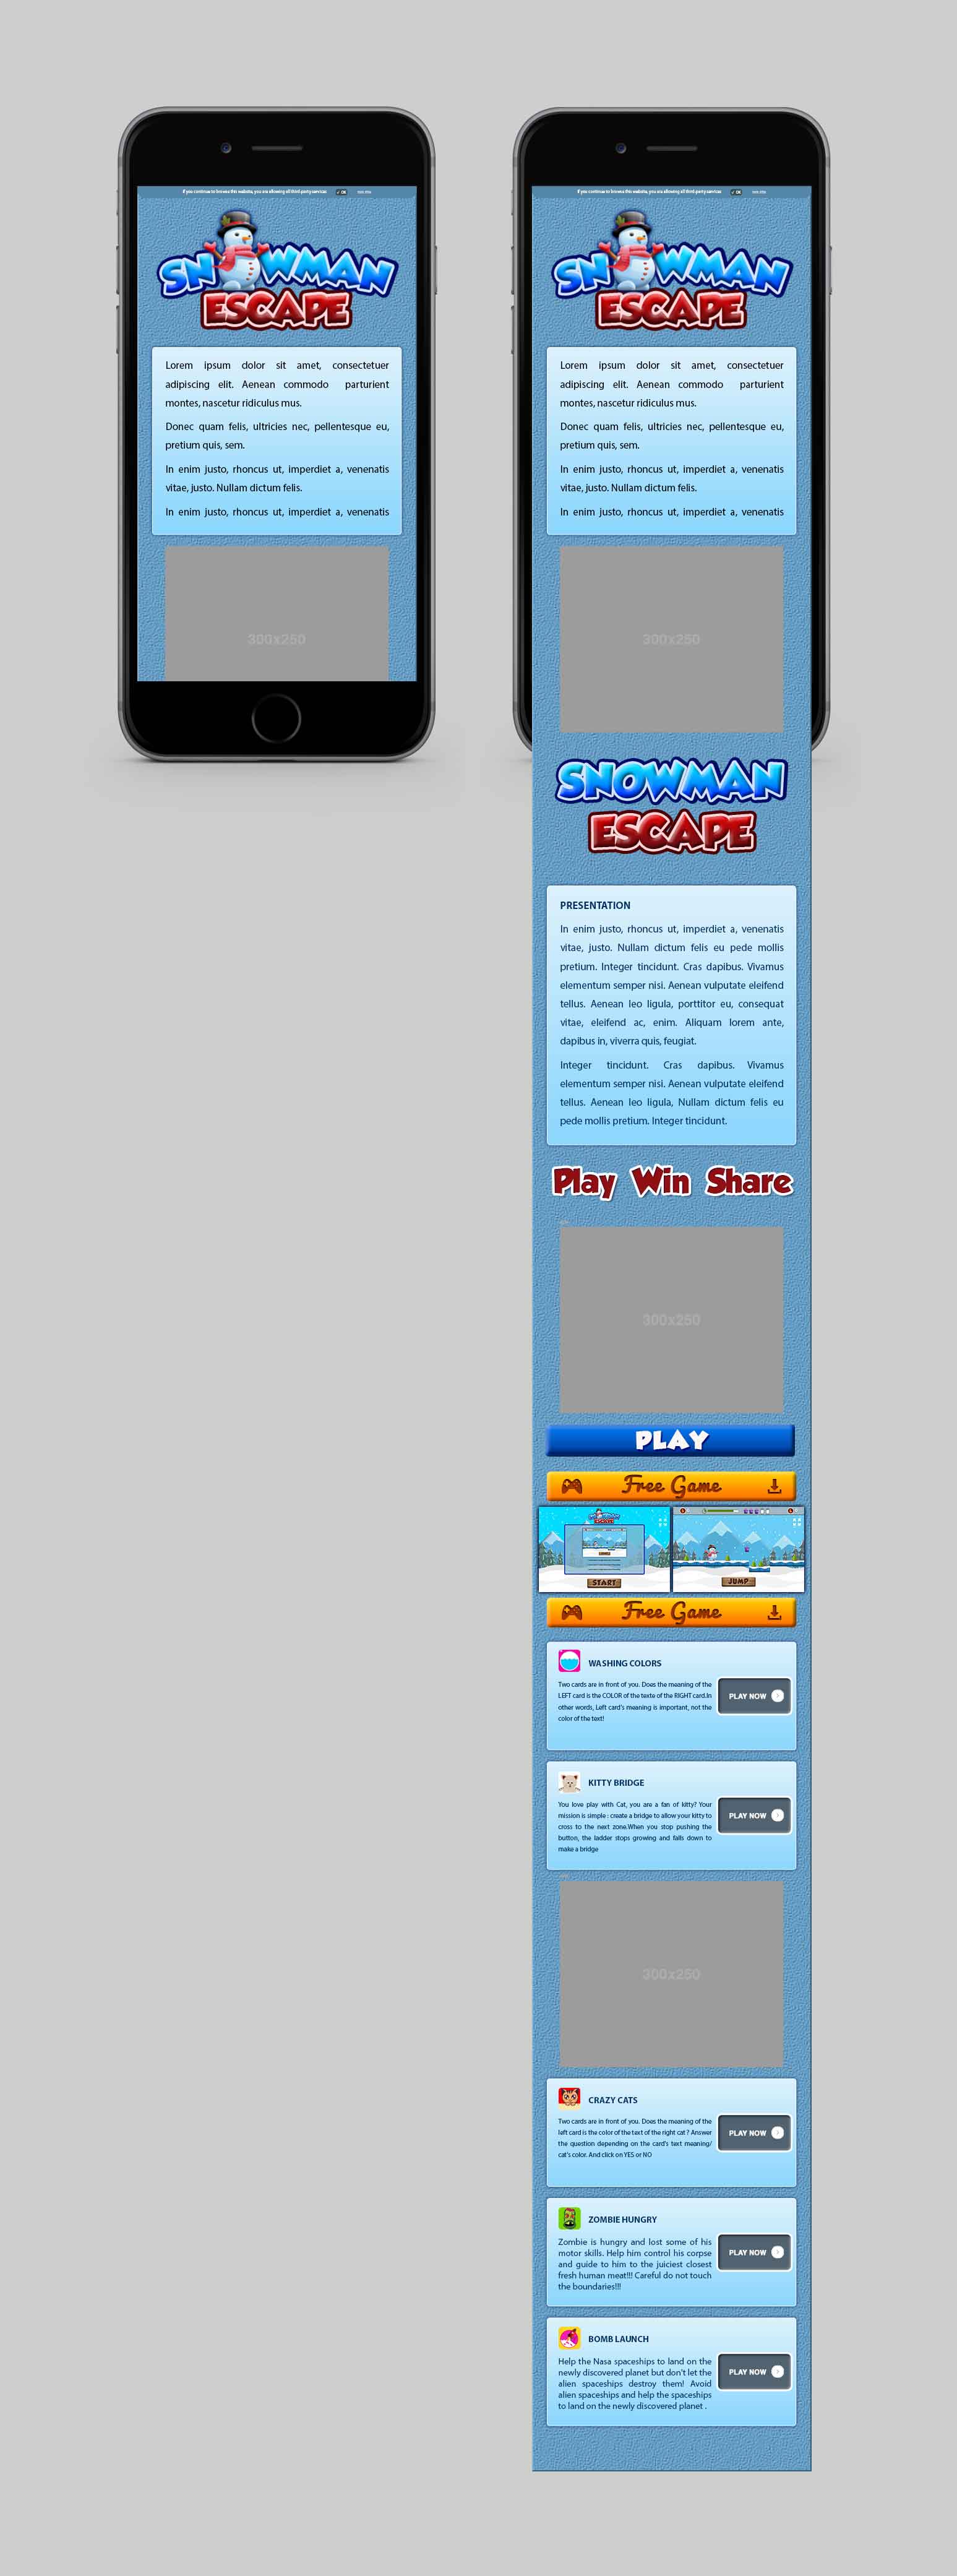 If you continue to browse this website, you are allowing all third-party services
✓ OK
SNOWMAN
ESCAPE
Lorem ipsum dolor sit amet, consectetuer
adipiscing elit. Aenean commodo parturient
montes, nascetur ridiculus mus.
Donec quam felis, ultricies nec, pellentesque eu,
pretium quis, sem.
In enim justo, rhoncus ut, imperdiet a, venenatis
vitae, justo. Nullam dictum felis.
In enim justo, rhoncus ut, imperdiet a, venenatis
300x250
If you continue to browse this website, you are allowing all third-party services
✓ OK
SNOWMAN
ESCAPE
Lorem ipsum dolor sit amet, consectetuer
adipiscing elit. Aenean commodo parturient
montes, nascetur ridiculus mus.
Donec quam felis, ultricies nec, pellentesque eu,
pretium quis, sem.
In enim justo, rhoncus ut, imperdiet a, venenatis
vitae, justo. Nullam dictum felis.
In enim justo, rhoncus ut, imperdiet a, venenatis
300x250
SNOWMAN
ESCAPE
PRESENTATION
In enim justo, rhoncus ut, imperdiet a, venenatis
vitae, justo. Nullam dictum felis eu pede mollis
pretium. Integer tincidunt. Cras dapibus. Vivamus
elementum semper nisi. Aenean vulputate eleifend
tellus. Aenean leo ligula, porttitor eu, consequat
vitae, eleifend ac, enim. Aliquam lorem ante,
dapibus in, viverra quis, feugiat.
Integer tincidunt. Cras dapibus. Vivamus
elementum semper nisi. Aenean vulputate eleifend
tellus. Aenean leo ligula, Nullam dictum felis eu
pede mollis pretium. Integer tincidunt.
Play Win Share
300x250
PLAY
Free Game
SNOWMAN
ESCAPE
START
JUMP
Free Game
WASHING COLORS
Two cards are in front of you. Does the meaning of the
LEFT card is the COLOR of the texte of the RIGHT card.In
other words, Left card's meaning is important, not the
color of the text!
PLAY NOW
KITTY BRIDGE
You love play with Cat, you are a fan of kitty? Your
mission is simple : create a bridge to allow your kitty to
cross to the next zone.When you stop pushing the
button, the ladder stops growing and falls down to
make a bridge
PLAY NOW
300x250
CRAZY CATS
Two cards are in front of you. Does the meaning of the
left card is the color of the text of the right cat ? Answer
the question depending on the card's text meaning/
cat's color. And click on YES or NO
PLAY NOW
ZOMBIE HUNGRY
Zombie is hungry and lost some of his
motor skills. Help him control his corpse
and guide to him to the juiciest closest
fresh human meat!!! Careful do not touch
the boundaries!!!
PLAY NOW
BOMB LAUNCH
Help the Nasa spaceships to land on the
newly discovered planet but don't let the
alien spaceships destroy them! Avoid
alien spaceships and help the spaceships
to land on the newly discovered planet .
PLAY NOW